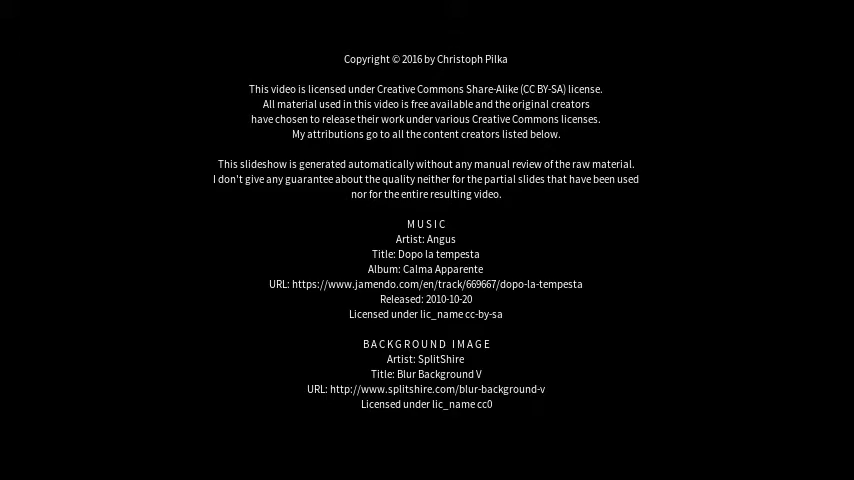 Copyright © 2016 by Christoph Pilka
This video is licensed under Creative Commons Share-Alike (CC BY-SA) license.
All material used in this video is free available and the original creators
have chosen to release their work under various Creative Commons licenses.
My attributions go to all the content creators listed below.
This slideshow is generated automatically without any manual review of the raw material.
I don't give any guarantee about the quality neither for the partial slides that have been used
nor for the entire resulting video.
MUSIC
Artist: Angus
Title: Dopo la tempesta
Album: Calma Apparente
URL: https://www.jamendo.com/en/track/669667/dopo-la-tempesta
Released: 2010-10-20
Licensed under lic_name cc-by-sa
BACKGROUND IMAGE
Artist: SplitShire
Title: Blur Background V
URL: http://www.splitshire.com/blur-background-v
Licensed under lic_name cc0